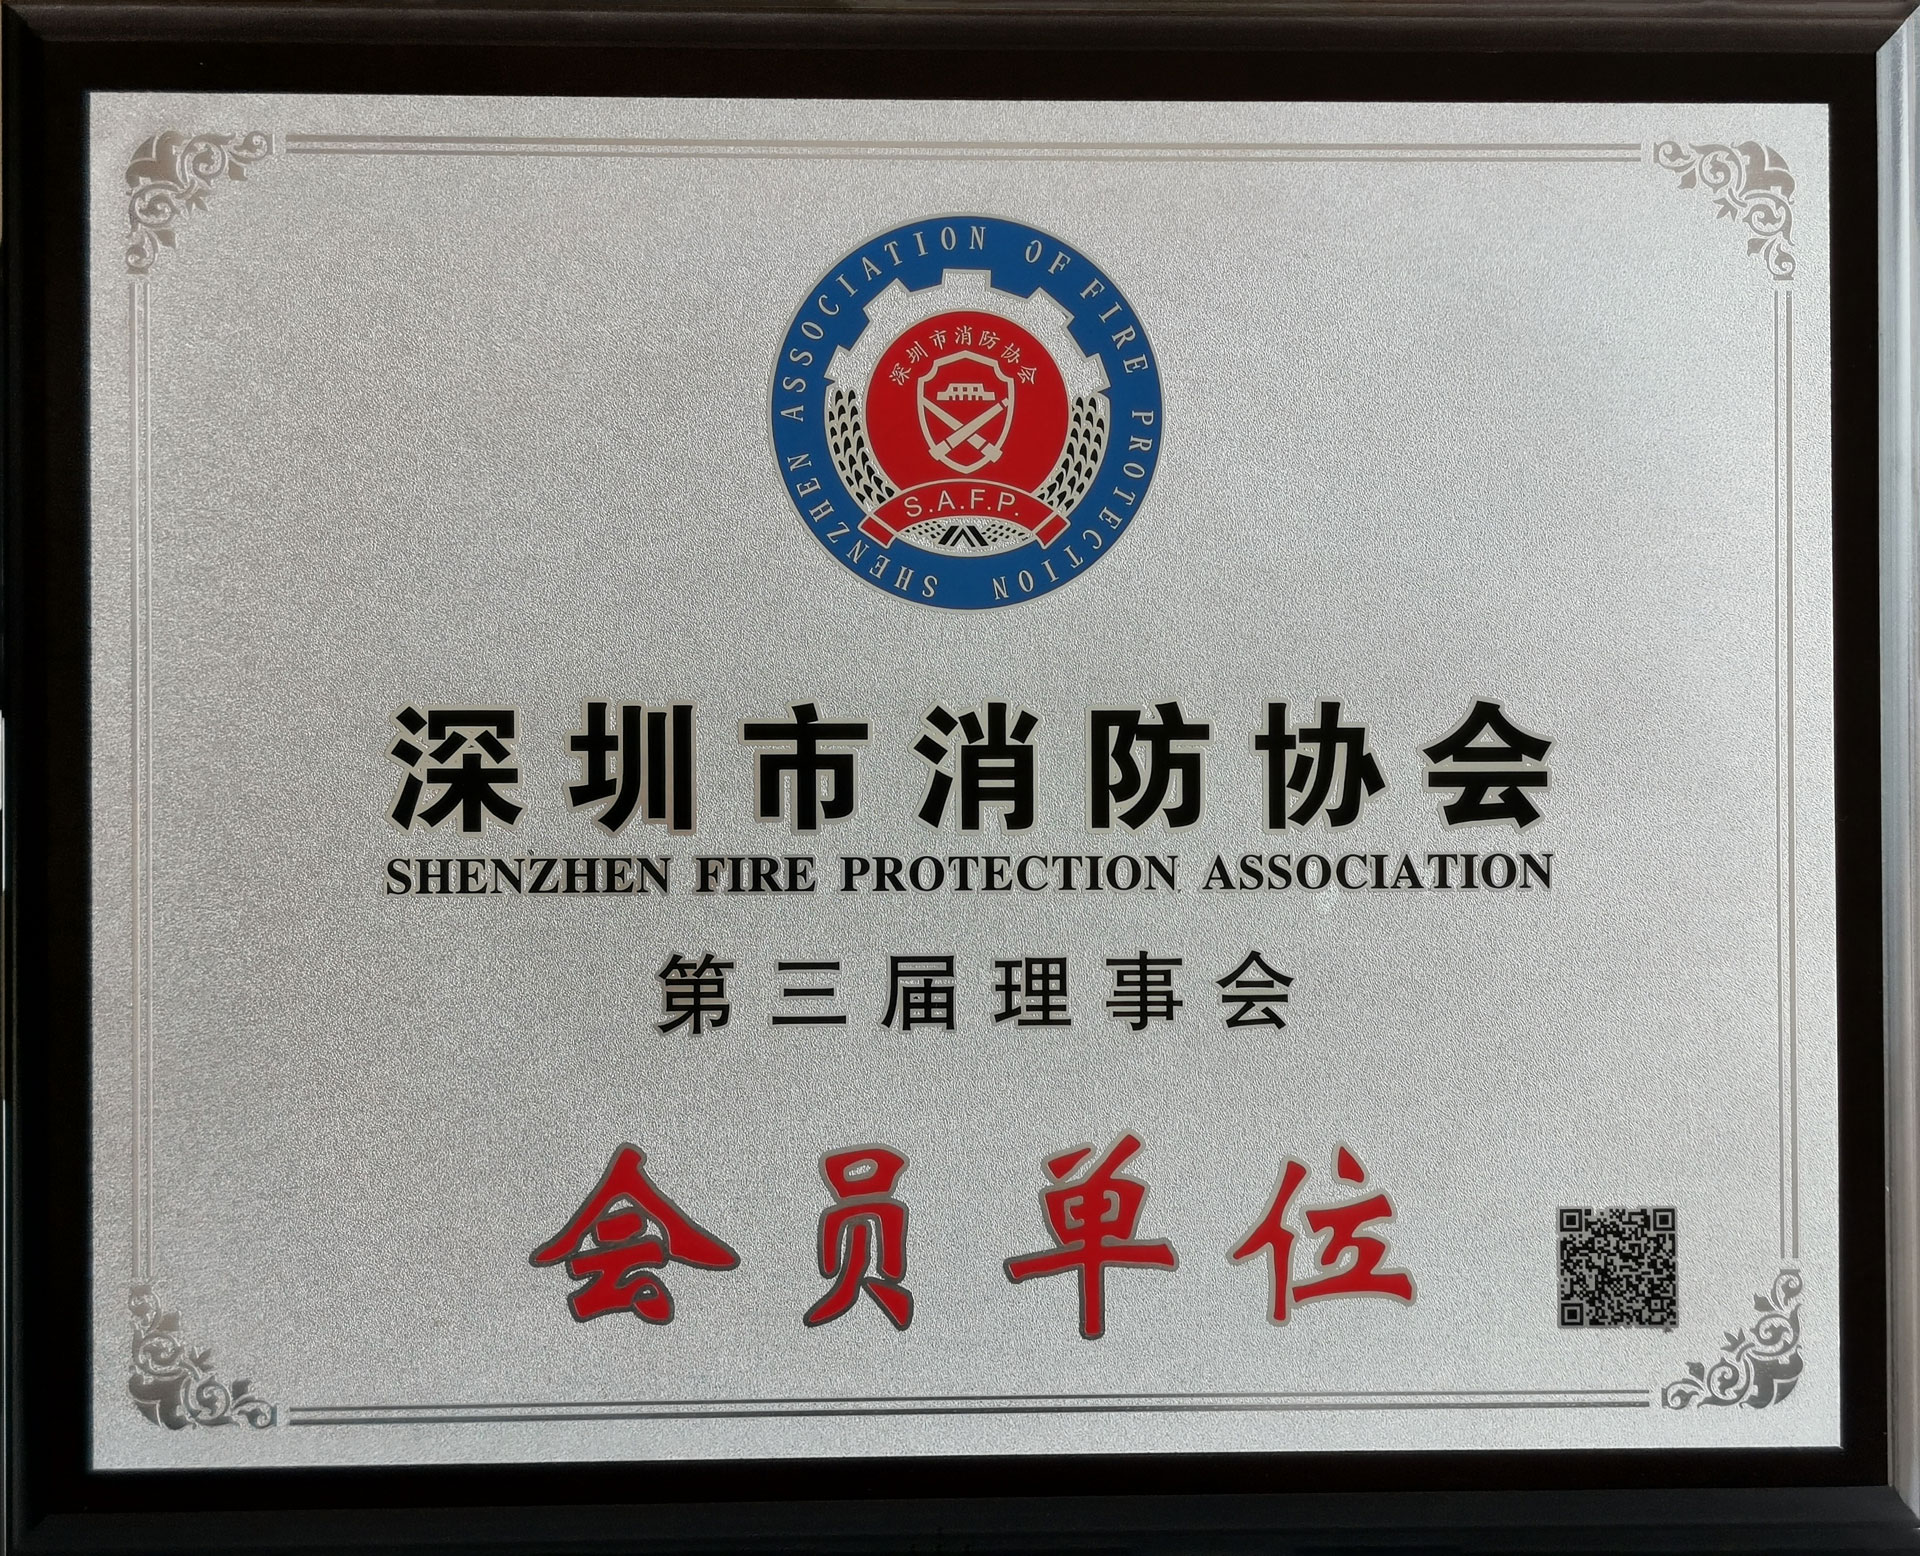 SHENZHEN ASSOCIATION OF FIRE PROTECTION
深圳市消防协会
S.A.F.P.
深圳市消防协会
SHENZHEN FIRE PROTECTION ASSOCIATION
第三届理事会
会员单位